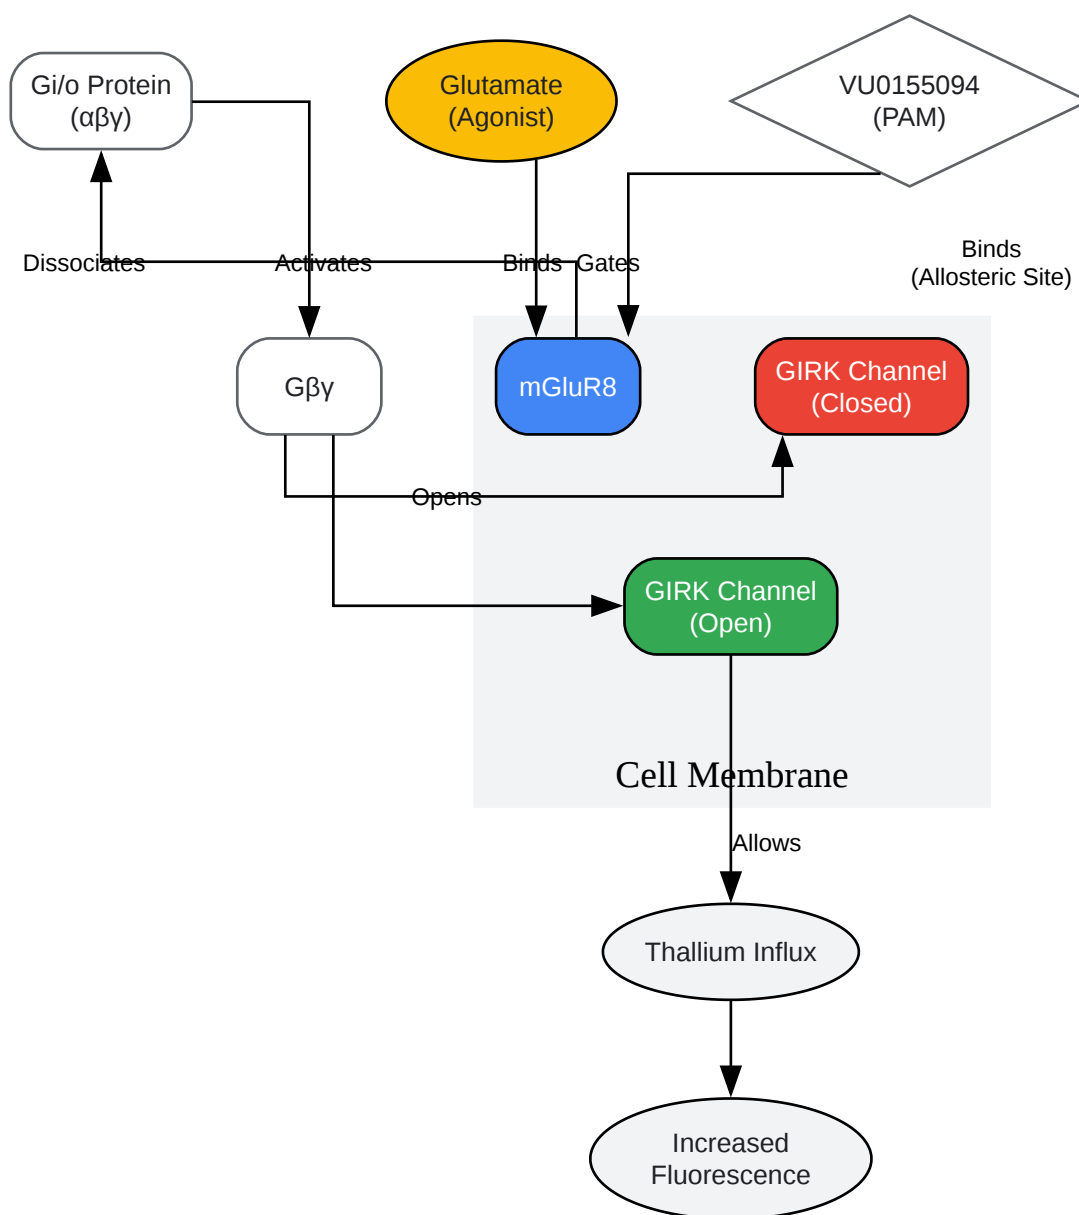 Gi/o Protein
(αβγ)
Glutamate
(Agonist)
VU0155094
(PAM)
Dissociates
Activates
Binds
Gates
Binds
(Allosteric Site)
Gβγ
mGluR8
GIRK Channel
(Closed)
Opens
GIRK Channel
(Open)
Cell Membrane
Allows
Thallium Influx
Increased
Fluorescence